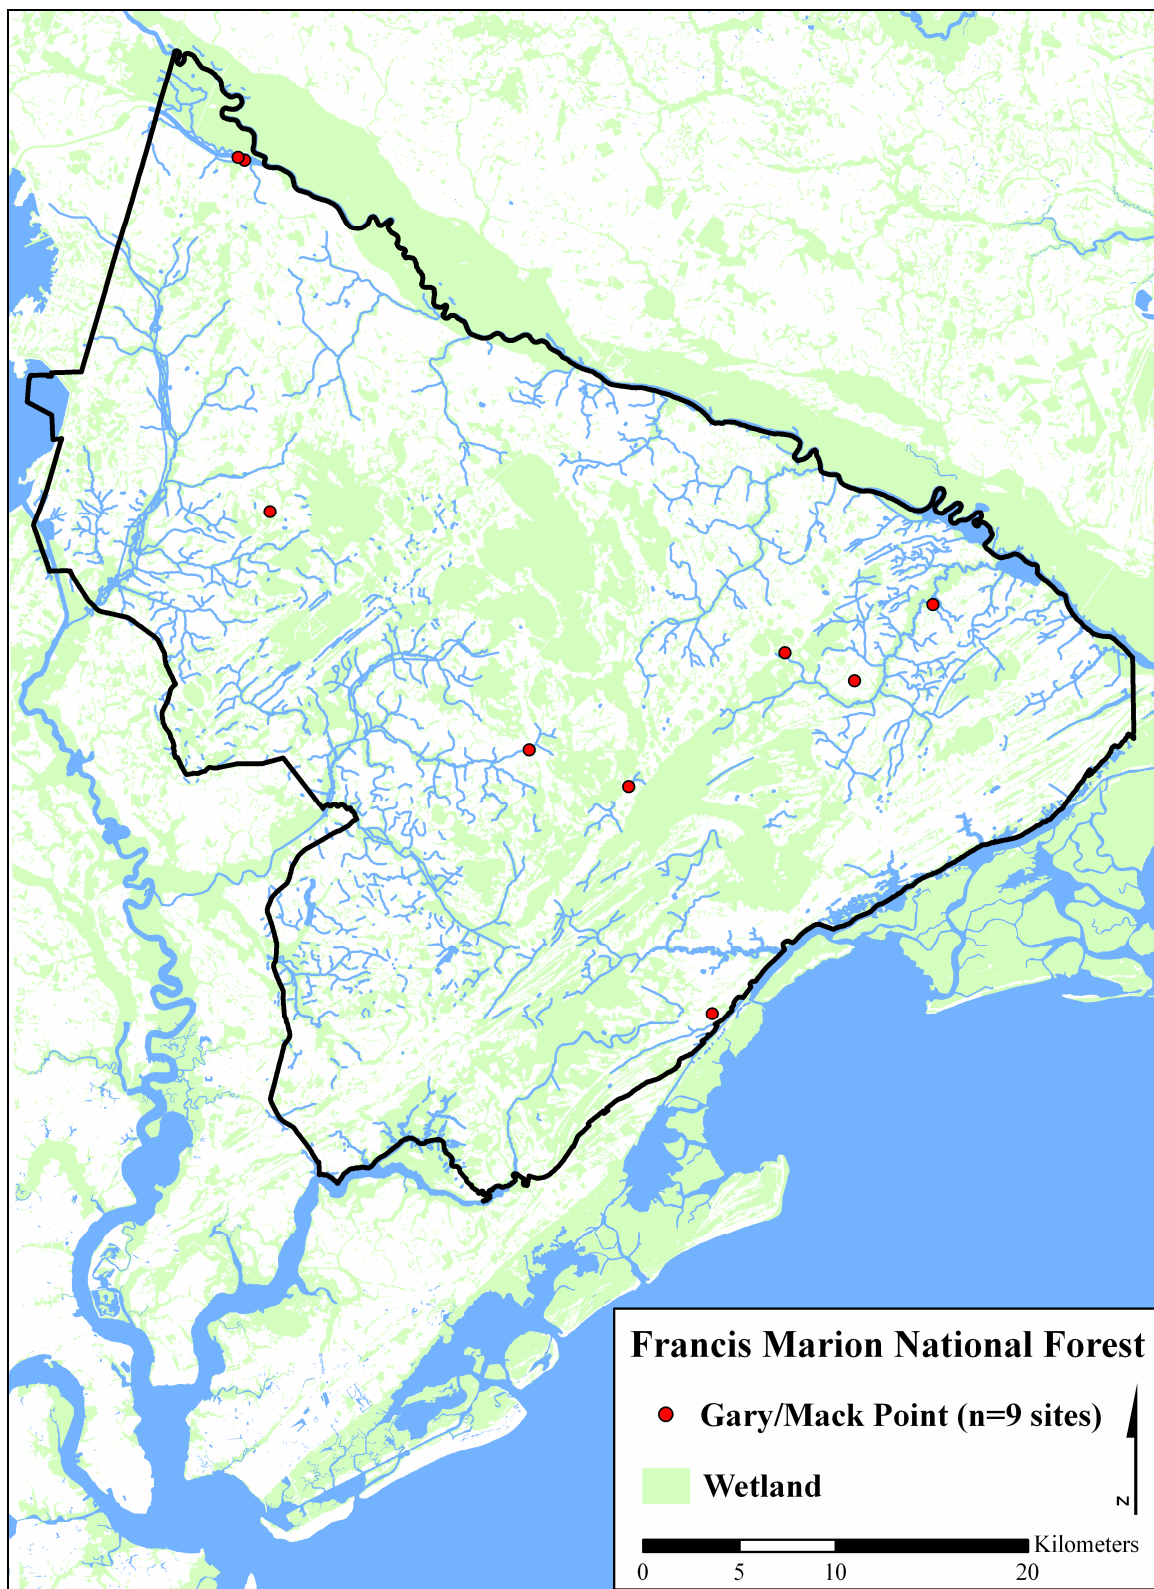 Francis Marion National Forest
Gary/Mack Point (n=9 sites)
Wetland
N
Kilometers
0 5 10 20